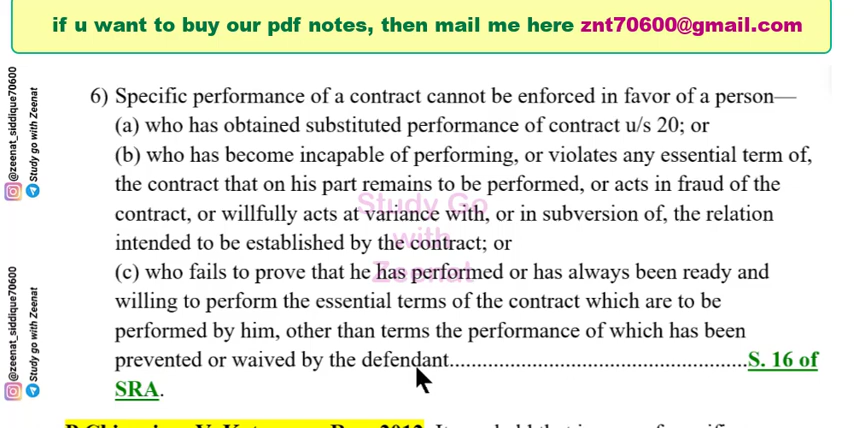 if u want to buy our pdf notes, then mail me here znt70600@gmail.com
@zeenat_siddique70600
Study go with Zeenat
6) Specific performance of a contract cannot be enforced in favor of a person—
(a) who has obtained substituted performance of contract u/s 20; or
(b) who has become incapable of performing, or violates any essential term of,
the contract that on his part remains to be performed, or acts in fraud of the
contract, or willfully acts at variance with, or in subversion of, the relation
intended to be established by the contract; or
(c) who fails to prove that he has performed or has always been ready and
willing to perform the essential terms of the contract which are to be
performed by him, other than terms the performance of which has been
prevented or waived by the defendant....................................................S. 16 of
SRA.
Study Go
with
Zeenat
@zeenat_siddique70600
Study go with Zeenat